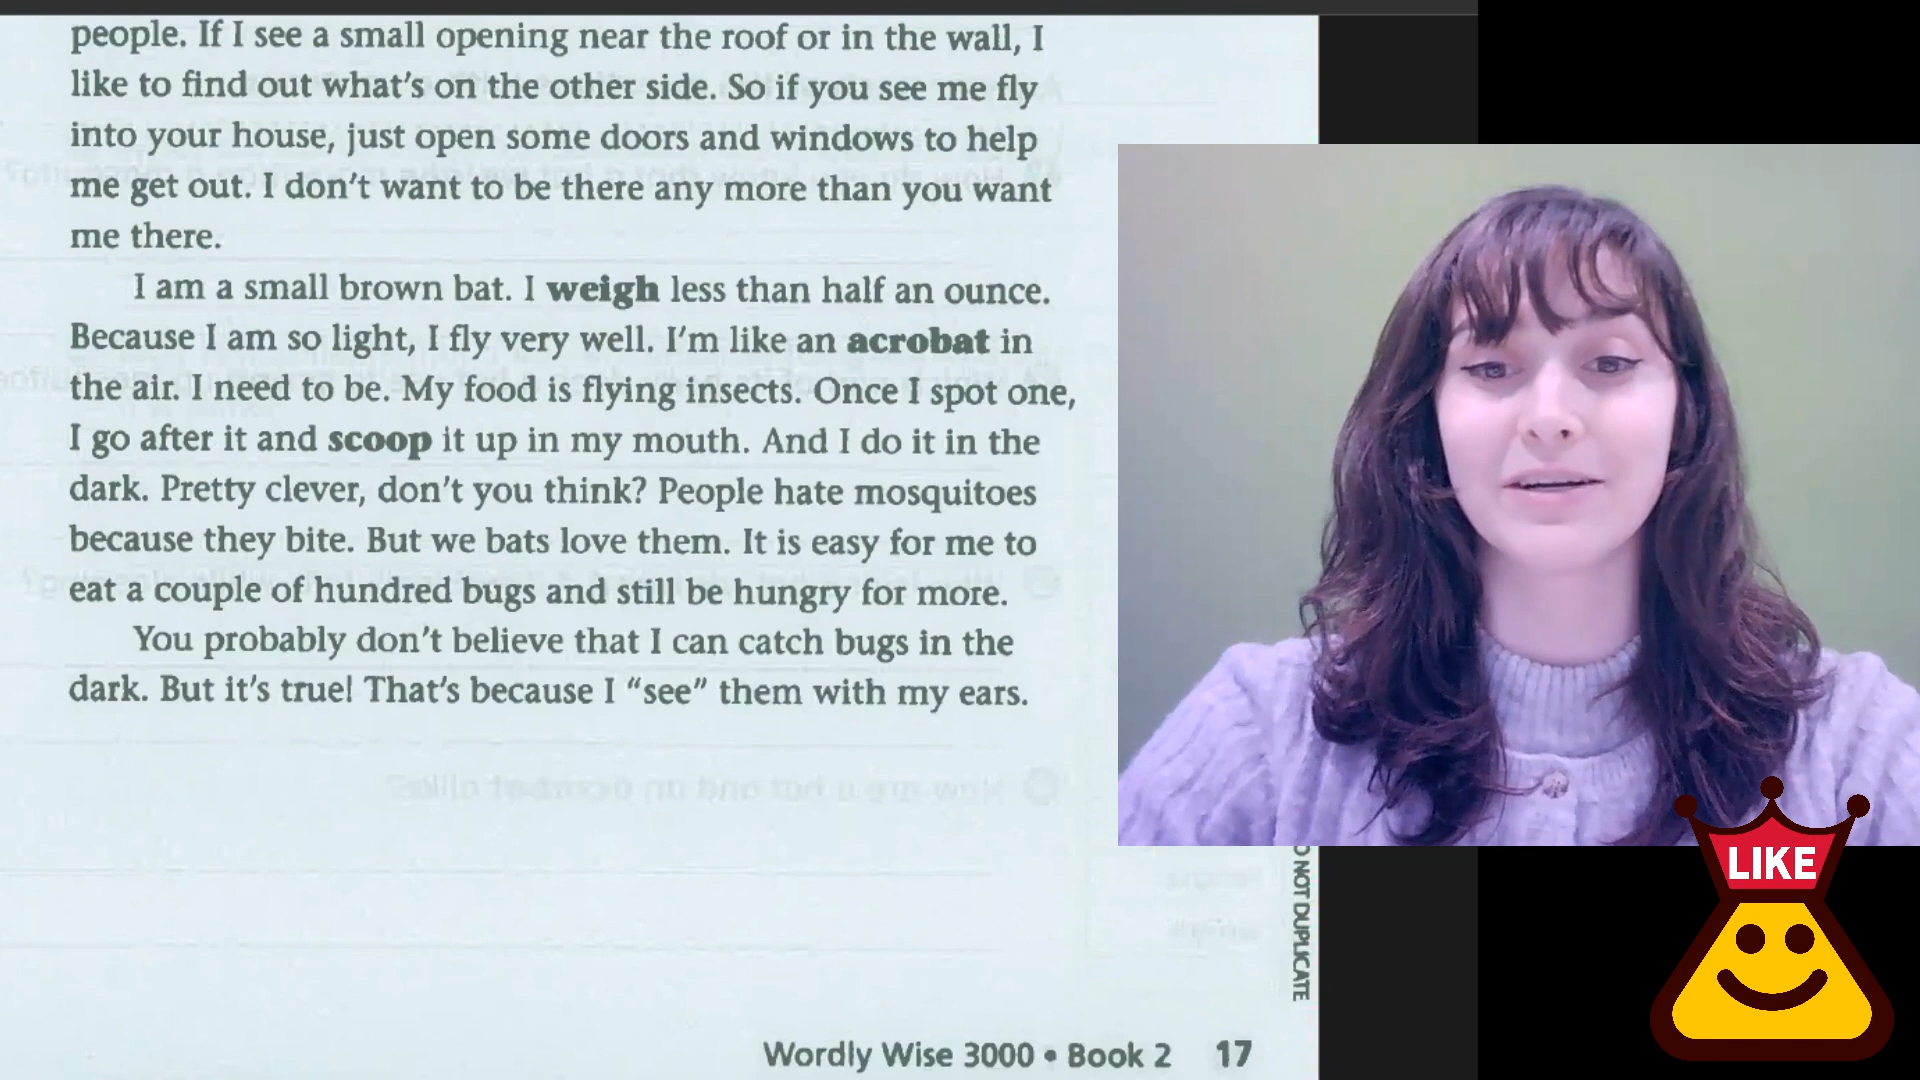 people. If I see a small opening near the roof or in the wall, I
like to find out what's on the other side. So if you see me fly
into your house, just open some doors and windows to help
me get out. I don't want to be there any more than you want
me there.
I am a small brown bat. I weigh less than half an ounce.
Because I am so light, I fly very well. I'm like an acrobat in
the air. I need to be. My food is flying insects. Once I spot one,
I go after it and scoop it up in my mouth. And I do it in the
dark. Pretty clever, don't you think? People hate mosquitoes
because they bite. But we bats love them. It is easy for me to
eat a couple of hundred bugs and still be hungry for more.
You probably don't believe that I can catch bugs in the
dark. But it's true! That's because I “see” them with my ears.
NOT DUPLICATE
Wordly Wise 3000 • Book 2 17
LIKE